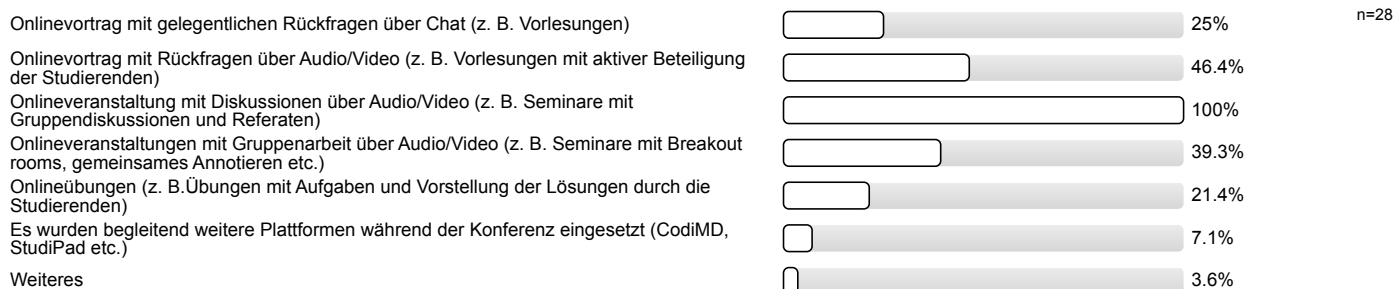 Onlinevortrag mit gelegentlichen Rückfragen über Chat (z. B. Vorlesungen)
25%
n=28
Onlinevortrag mit Rückfragen über Audio/Video (z. B. Vorlesungen mit aktiver Beteiligung
der Studierenden)
46.4%
Onlineveranstaltung mit Diskussionen über Audio/Video (z. B. Seminare mit
Gruppendiskussionen und Referaten)
100%
Onlineveranstaltungen mit Gruppenarbeit über Audio/Video (z. B. Seminare mit Breakout
rooms, gemeinsames Annotieren etc.)
39.3%
Onlineübungen (z. B.Übungen mit Aufgaben und Vorstellung der Lösungen durch die
Studierenden)
21.4%
Es wurden begleitend weitere Plattformen während der Konferenz eingesetzt (CodiMD,
StudiPad etc.)
7.1%
Weiteres
3.6%